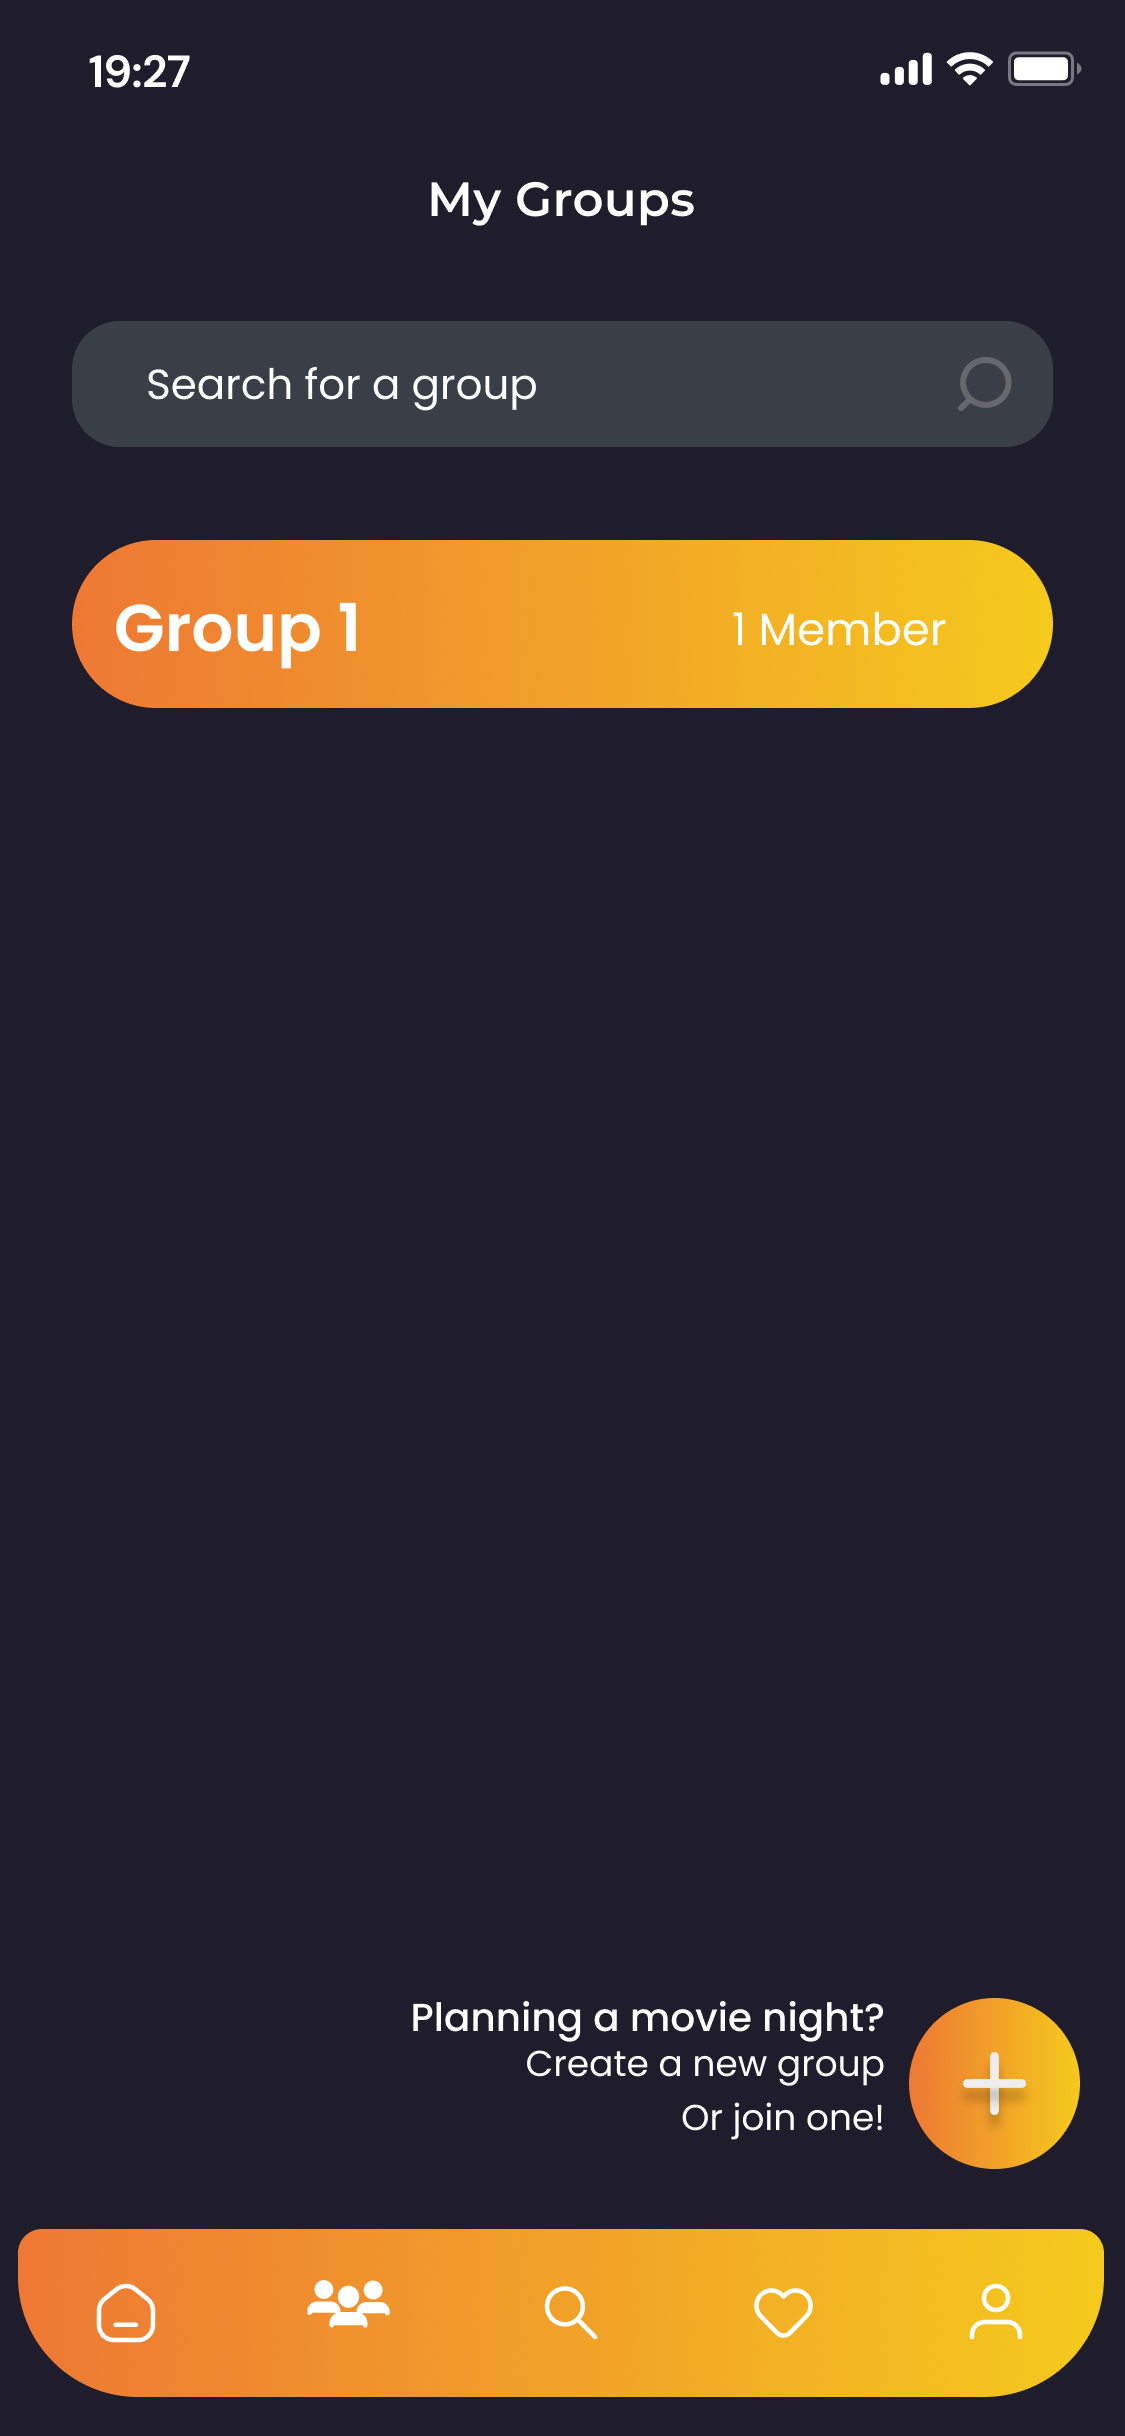 19:27
My Groups
Search for a group
Group 1
1 Member
Planning a movie night?
Create a new group
Or join one!